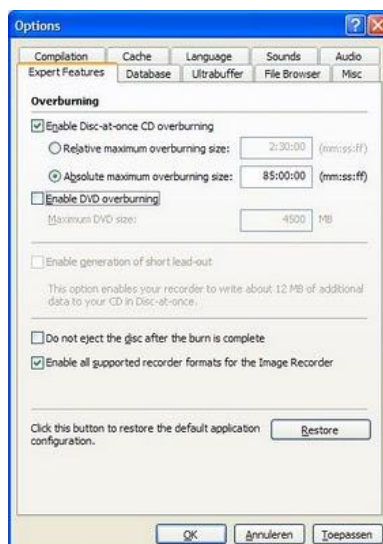 Options
Compilation Cache Language Sounds Audio
Expert Features Database Ultrabuffer File Browser Misc
Overburning
Enable Disc-at-once CD overburning
Relative maximum overburning size: 2:30:00 (mm:ss:ff)
Absolute maximum overburning size: 85:00:00 (mm:ss:ff)
Enable DVD overburning
Maximum DVD size: 4500 MB
Enable generation of short lead-out
This option enables your recorder to write about 12 MB of additional
data to your CD in Disc-at-once.
Do not eject the disc after the burn is complete
Enable all supported recorder formats for the Image Recorder
Click this button to restore the default application Restore
configuration.
OK Annuleren Toepassen